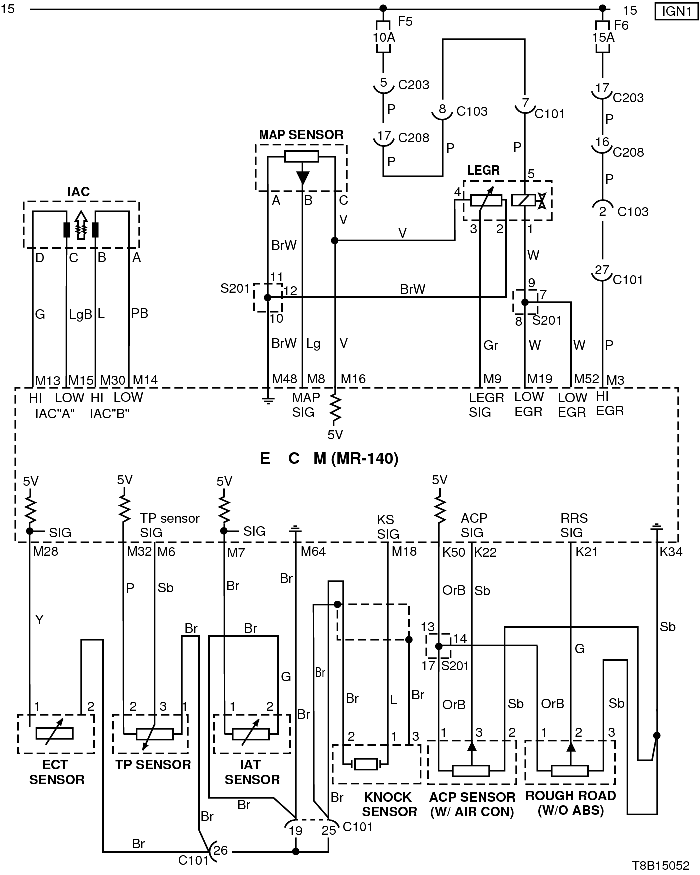 15 15 IGN1
F5 F6
10A 15A
5 C203 17 C203
P P
8 C103 7 C101
17 C208 16 C208
P P P P
MAP SENSOR
LEGR
5
IAC
A B C
4
V
3 2 1
2 C103
V
D C B A
BrW W
27 C101
11
S201 12 BrW
9
7
10
8 S201
G LgB L PB
BrW Lg V Gr W W P
M13 M15 M30 M14 M48 M8 M16 M9 M19 M52 M3
HI LOW HI LOW
IAC"A" IAC"B"
MAP
SIG
LEGR
SIG
LOW
EGR
LOW
EGR
HI
EGR
5V
E C M (MR-140)
5V 5V 5V 5V
TP sensor
SIG
KS
SIG
ACP
SIG
RRS
SIG
SIG SIG
M28 M32 M6 M7 M64 M18 K50 K22 K21 K34
P Sb Br Br OrB Sb
Y
Br Br
13 14
17 S201
G Sb
G Br
Br L Br
OrB Sb OrB Sb
1 2 2 3 1 1 2
Br
2 1 3
1 3 2 1 2 3
ECT
SENSOR
TP SENSOR
IAT
SENSOR
KNOCK
SENSOR
ACP SENSOR
(W/ AIR CON)
ROUGH ROAD
(W/O ABS)
Br Br
19 25 C101
Br
C101 26
T8B15052